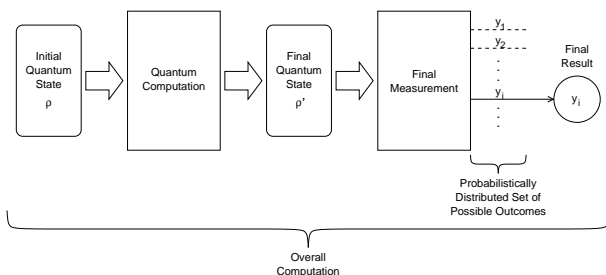 Initial
Quantum
State
ρ
Quantum
Computation
Final
Quantum
State
ρ'
Final
Measurement
y1
y2
yi
Final
Result
yi
Probabilistically
Distributed Set of
Possible Outcomes
Overall
Computation